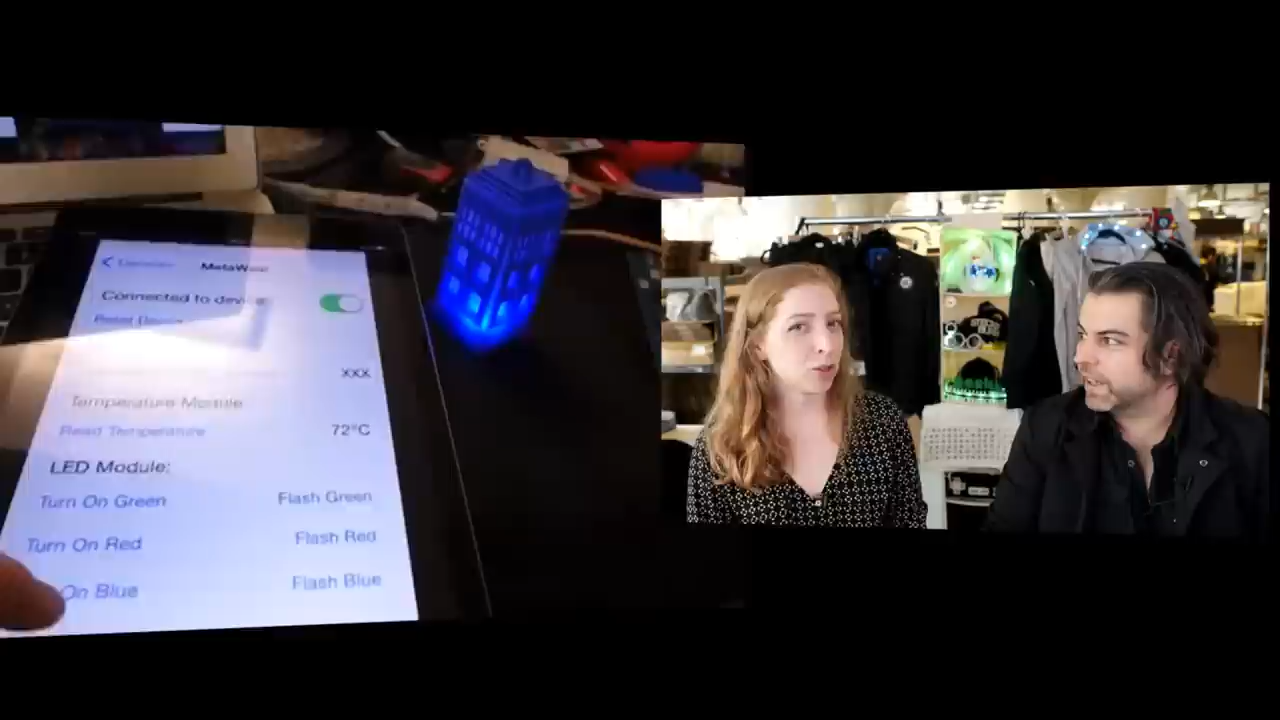 MetaWear
Connected to device
Reset Device
XXX
Temperature Module
Read Temperature 72°C
LED Module:
Turn On Green Flash Green
Turn On Red Flash Red
On Blue Flash Blue